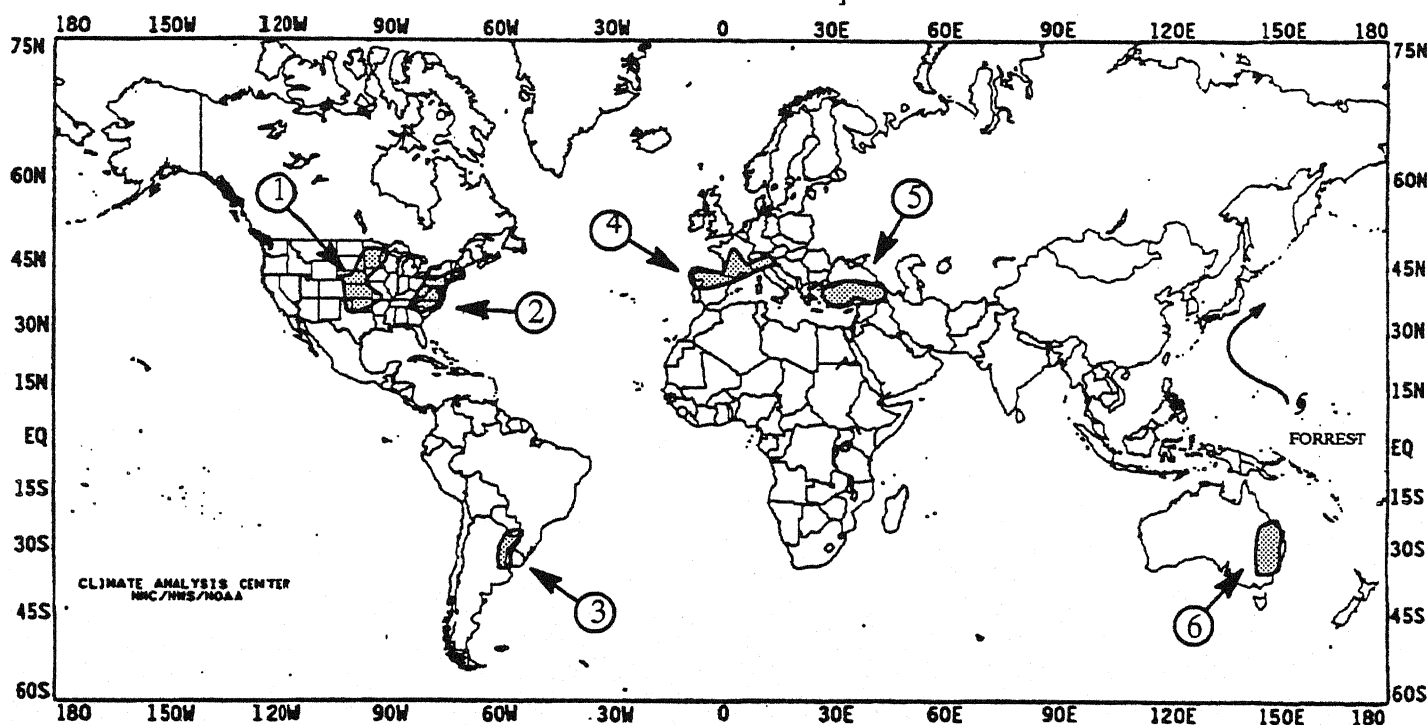 180 150W 120W 90W 60W 30W 0 30E 60E 90E 120E 150E 180
75N 75N
60N 60N
1
5
4
45N 45N
2
30N 30N
15N 15N
FORREST
EQ EQ
15S 15S
30S 30S
CLIMATE ANALYSIS CENTER
NMC/NWS/NOAA
3
6
45S 45S
60S 60S
180 150W 120W 90W 60W 30W 0 30E 60E 90E 120E 150E 180